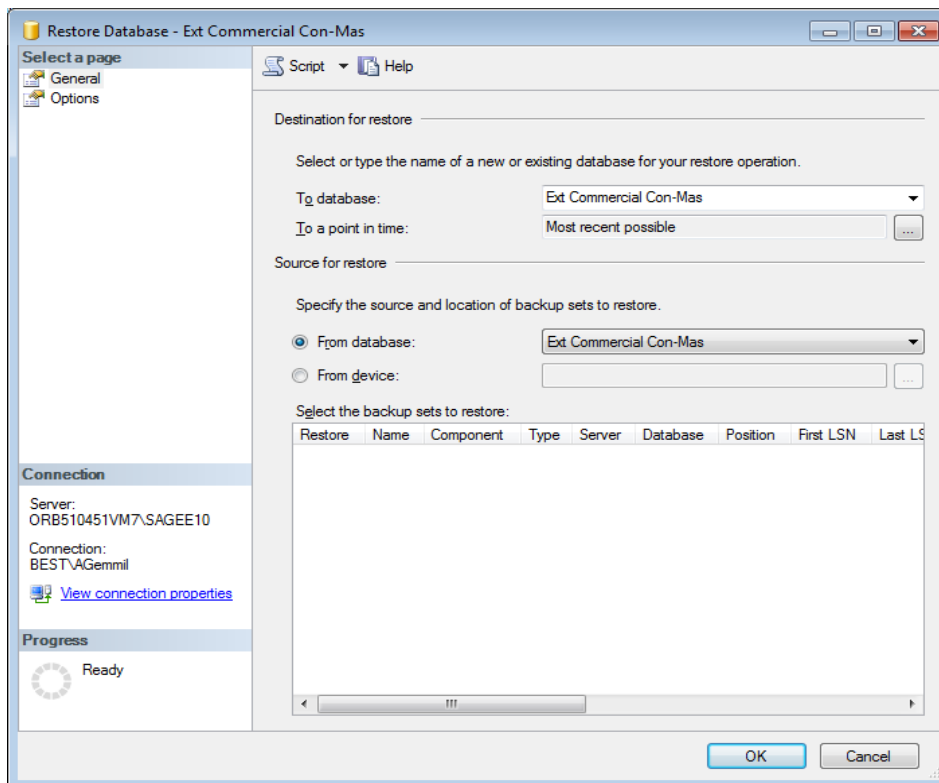 Restore Database - Ext Commercial Con-Mas
Select a page
General
Options
Script
Help
Destination for restore
Select or type the name of a new or existing database for your restore operation.
To database:
Ext Commercial Con-Mas
To a point in time:
Most recent possible
...
Source for restore
Specify the source and location of backup sets to restore.
From database:
Ext Commercial Con-Mas
From device:
...
Select the backup sets to restore:
Restore Name Component Type Server Database Position First LSN Last LS
Connection
Server:
ORB510451VM7\SAGEE10
Connection:
BEST\AGemmil
View connection properties
Progress
Ready
OK
Cancel